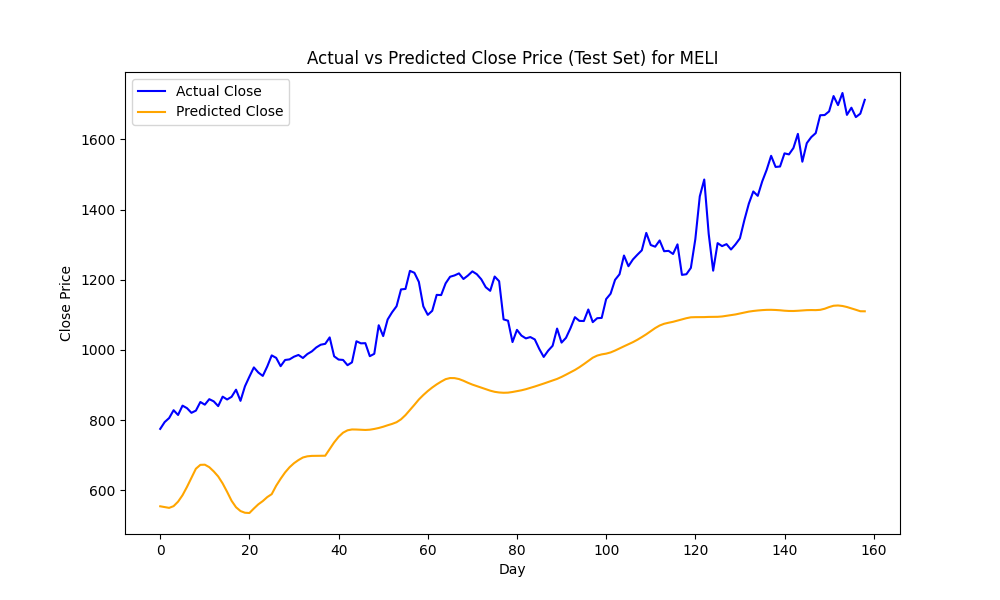 Actual vs Predicted Close Price (Test Set) for MELI
Actual Close
Predicted Close
Close Price
1600
1400
1200
1000
800
600
0 20 40 60 80 100 120 140 160
Day